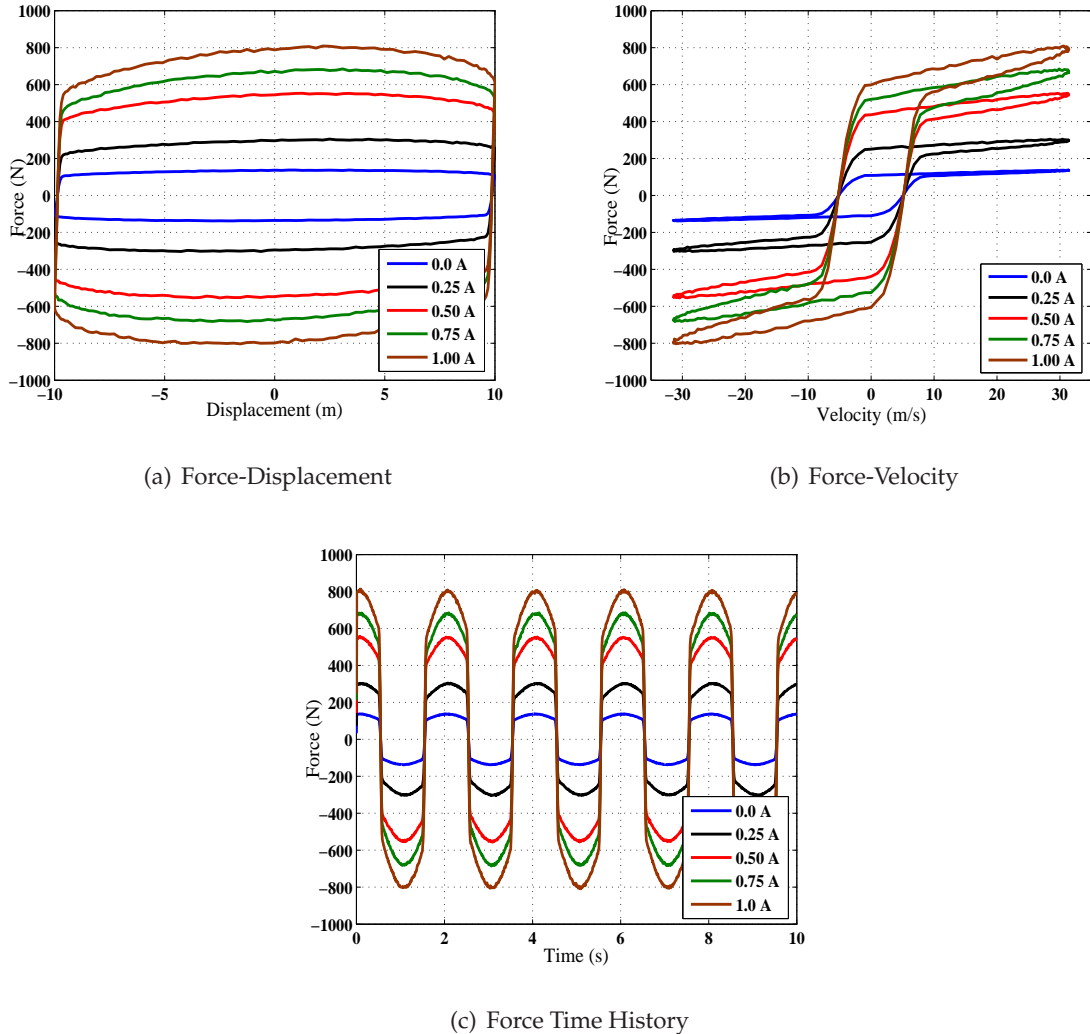 1000
800
600
400
200
0
−200
−400
−600
−800
−1000
Force (N)
−10 −5 0 5 10
Displacement (m)
0.0 A
0.25 A
0.50 A
0.75 A
1.00 A
(a) Force-Displacement
1000
800
600
400
200
0
−200
−400
−600
−800
−1000
Force (N)
−30 −20 −10 0 10 20 30
Velocity (m/s)
0.0 A
0.25 A
0.50 A
0.75 A
1.00 A
(b) Force-Velocity
1000
800
600
400
200
0
−200
−400
−600
−800
−1000
Force (N)
0 2 4 6 8 10
Time (s)
0.0 A
0.25 A
0.50 A
0.75 A
1.0 A
(c) Force Time History